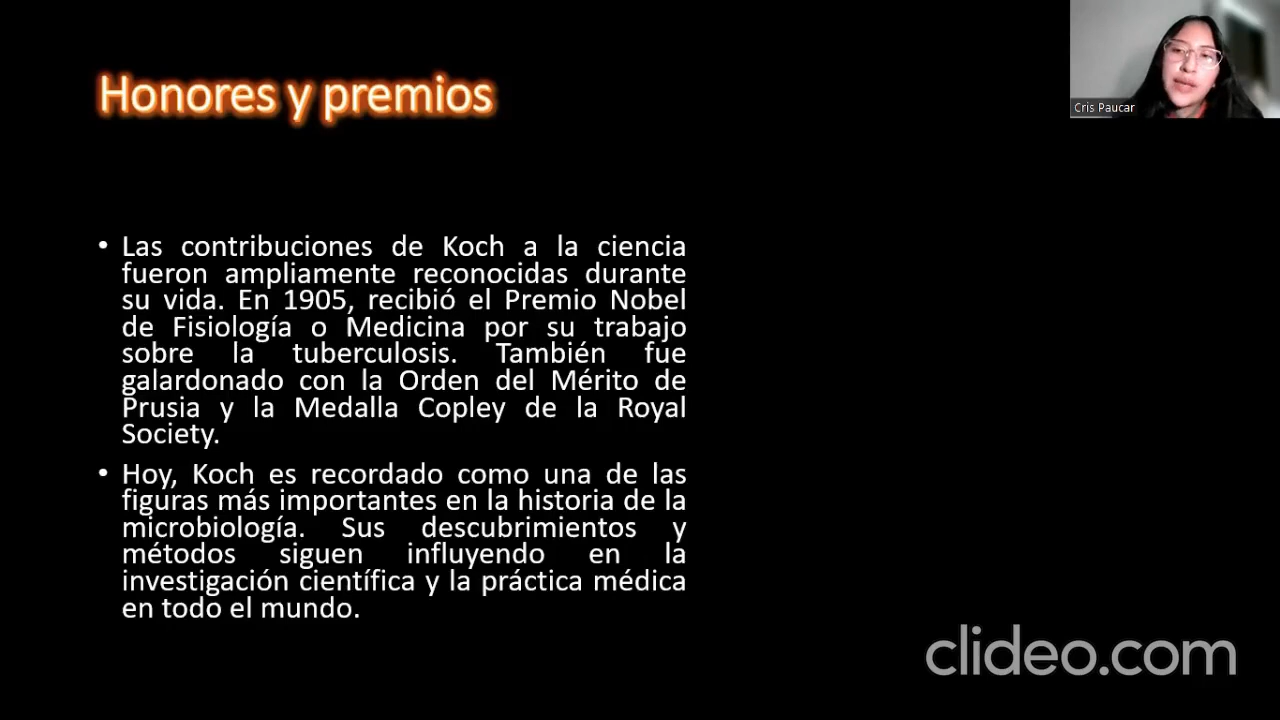 Honores y premios
Cris Paucar
• Las contribuciones de Koch a la ciencia
fueron ampliamente reconocidas durante
su vida. En 1905, recibió el Premio Nobel
de Fisiología o Medicina por su trabajo
sobre la tuberculosis. También fue
galardonado con la Orden del Mérito de
Prusia y la Medalla Copley de la Royal
Society.
• Hoy, Koch es recordado como una de las
figuras más importantes en la historia de la
microbiología. Sus descubrimientos y
métodos siguen influyendo en la
investigación científica y la práctica médica
en todo el mundo.
clideo.com